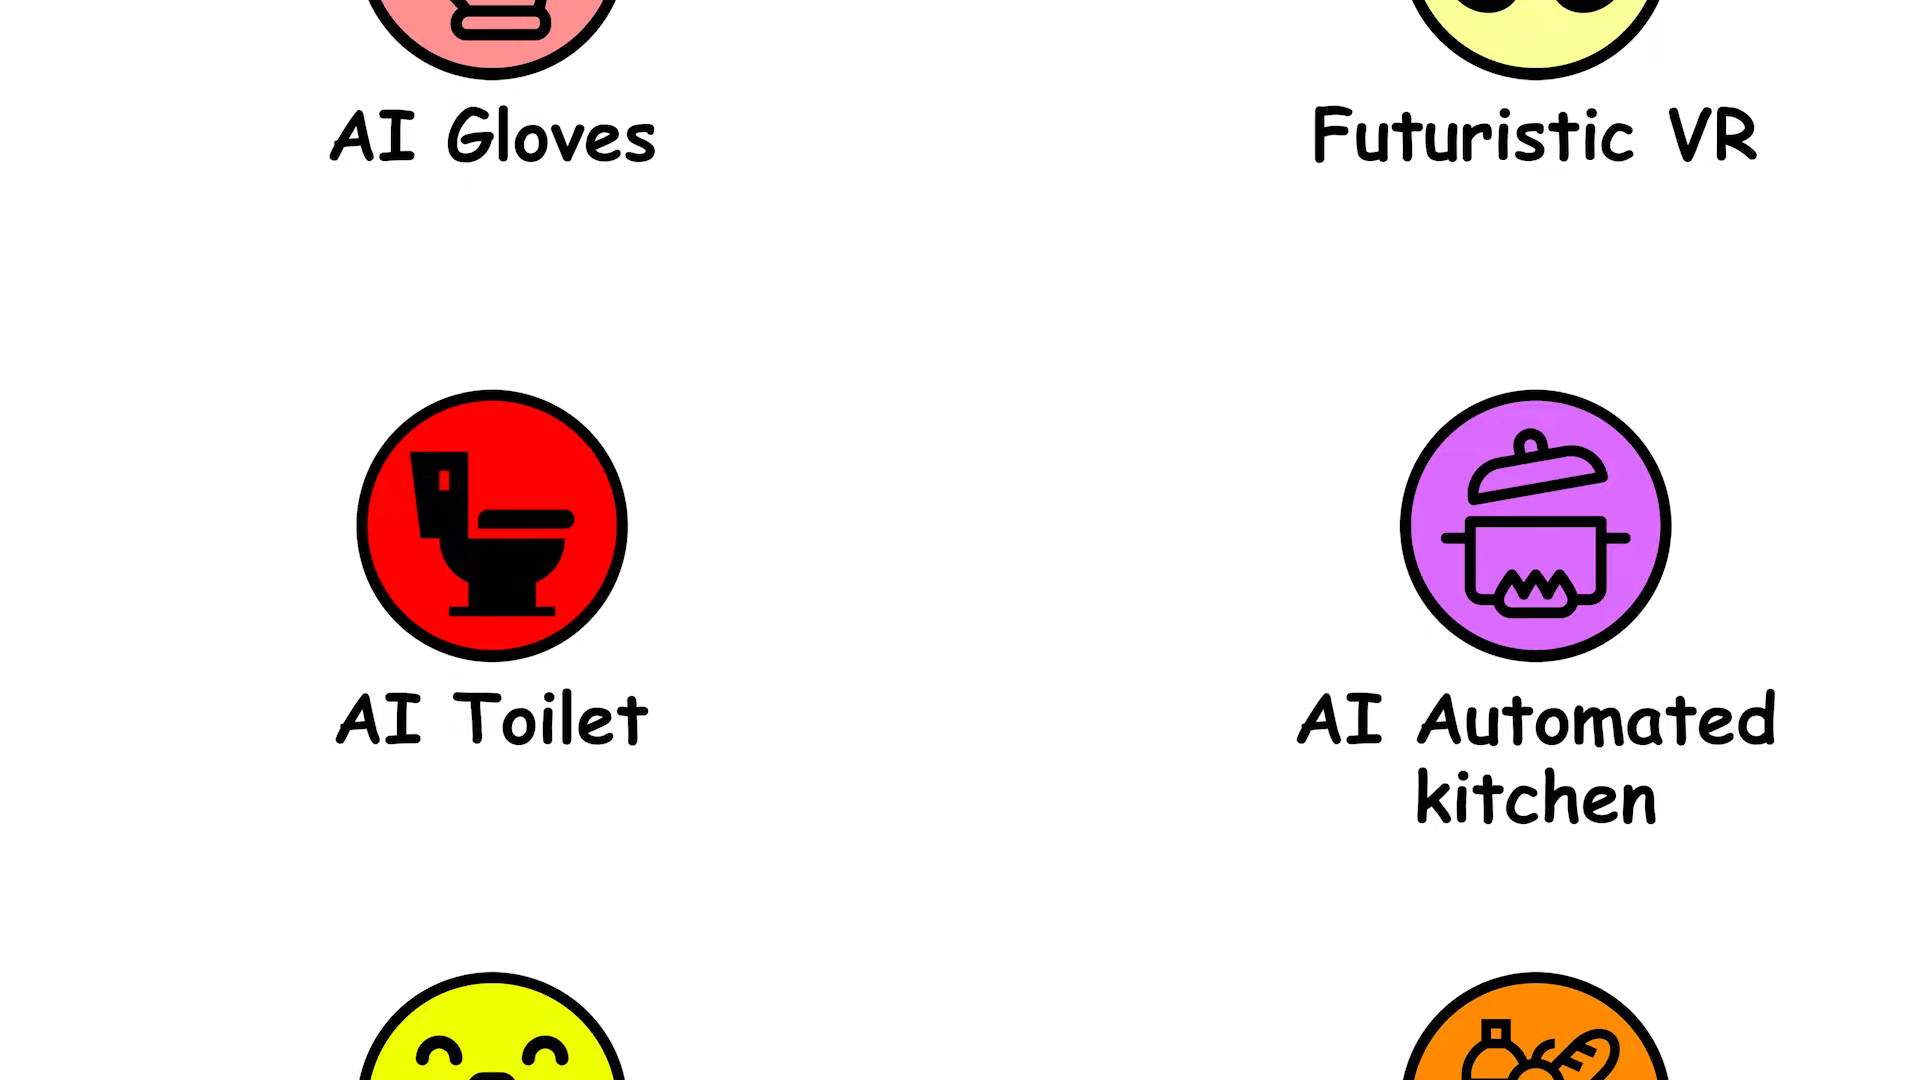 AI Gloves
Futuristic VR
AI Toilet
AI Automated
kitchen